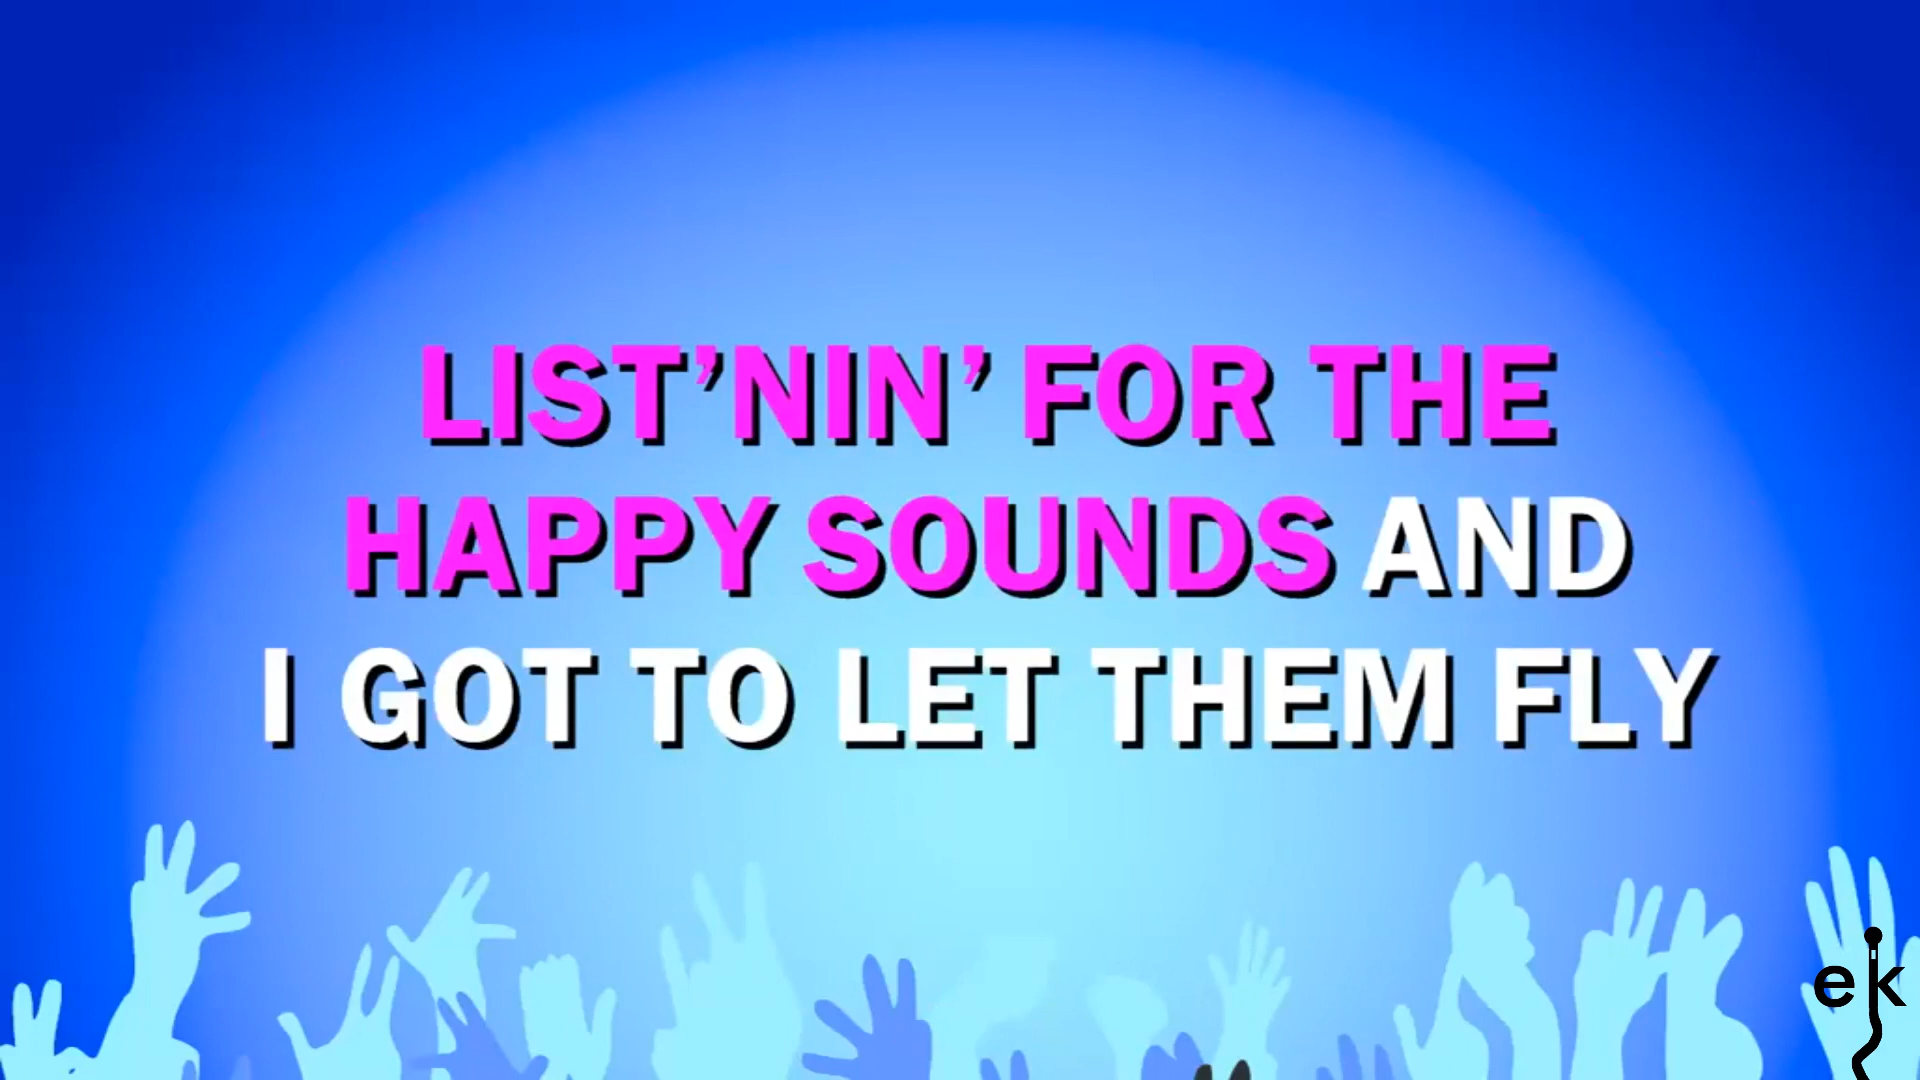 LIST’NIN’ FOR THE
HAPPY SOUNDS AND
I GOT TO LET THEM FLY
ek